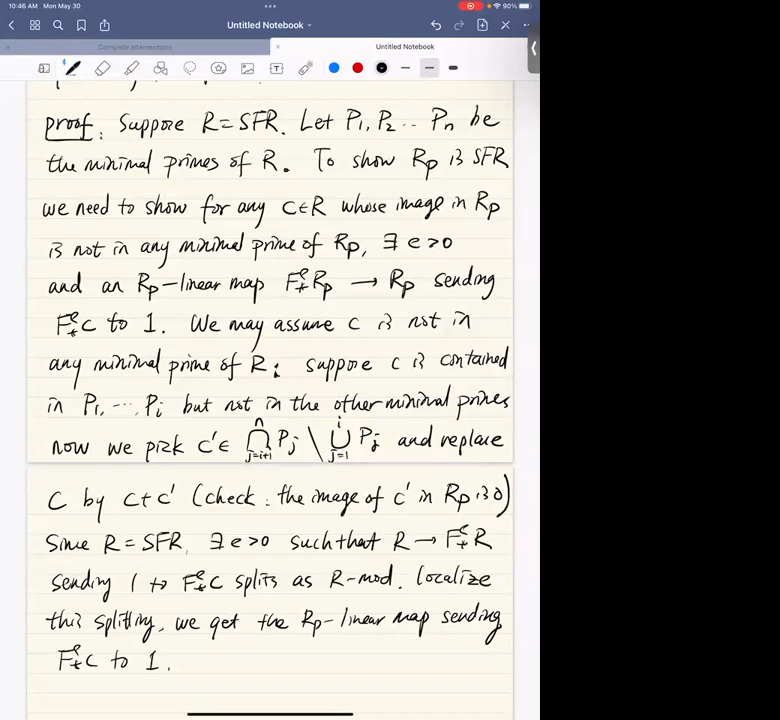 10:46 AM Mon May 30
90%
Untitled Notebook
Complete intersections
Untitled Notebook
proof. Suppose R = SFR. Let P1, P2 ... Pn be
the minimal primes of R. To show Rp is SFR
we need to show for any c∈R whose image in Rp
is not in any minimal prime of Rp, ∃ e>0
and an Rp-linear map F^e_* Rp → Rp sending
F^e_* c to 1. We may assume c is not in
any minimal prime of R: suppose c is contained
in P1, ... Pi but not in the other minimal primes
now we pick c'∈ ⋂_{j=i+1}^{n} Pj \ ⋃_{j=1}^{i} Pj and replace
c by c+c' (check: the image of c' in Rp is 0)
Since R = SFR, ∃ e>0 such that R → F^e_* R
sending 1 to F^e_* c splits as R-mod. localize
this splitting, we get the Rp-linear map sending
F^e_* c to 1.